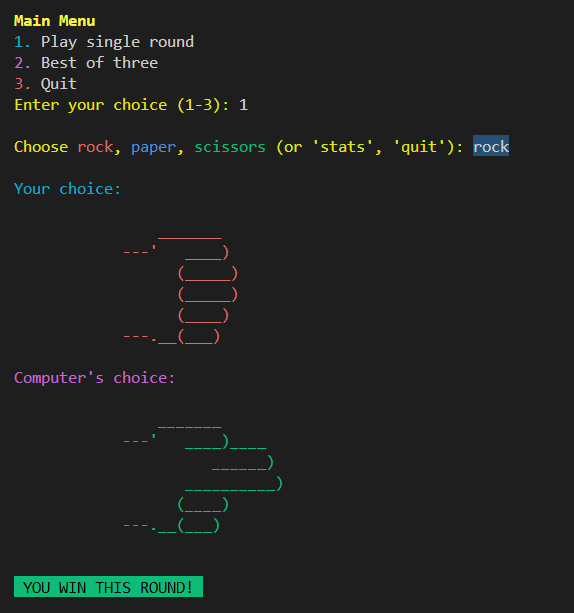 Main Menu
1. Play single round
2. Best of three
3. Quit
Enter your choice (1-3): 1
Choose rock, paper, scissors (or 'stats', 'quit'): rock
Your choice:
    _______
---'   ____)
      (_____)
      (_____)
      (____)
---.__(___)
Computer's choice:
    _______
---'   ____)____
          ______)
       __________)
      (____)
---.__(___)
YOU WIN THIS ROUND!